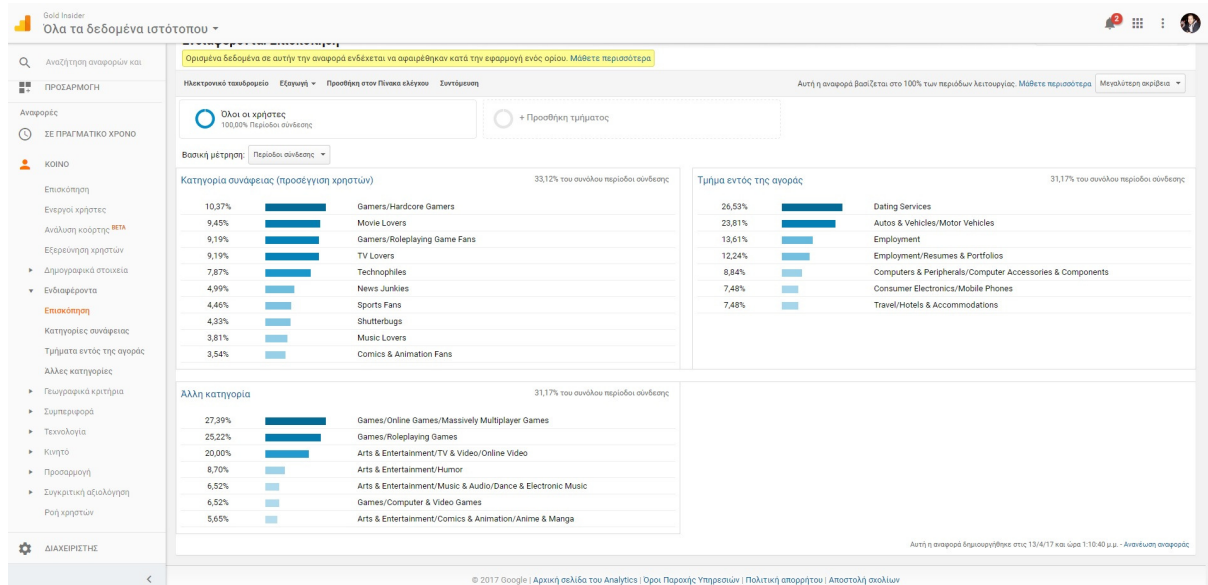 Gold Insider
Όλα τα δεδομένα ιστότοπου
2
Αναζήτηση αναφορών και
ΠΡΟΣΑΡΜΟΓΗ
Αναφορές
ΣΕ ΠΡΑΓΜΑΤΙΚΟ ΧΡΟΝΟ
ΚΟΙΝΟ
Επισκόπηση
Ενεργοί χρήστες
Ανάλυση κοόρτης BETA
Εξερεύνηση χρηστών
Δημογραφικά στοιχεία
Ενδιαφέροντα
Επισκόπηση
Κατηγορίες συνάφειας
Τμήματα εντός της αγοράς
Άλλες κατηγορίες
Γεωγραφικά κριτήρια
Συμπεριφορά
Τεχνολογία
Κινητό
Προσαρμογή
Συγκριτική αξιολόγηση
Ροή χρηστών
ΔΙΑΧΕΙΡΙΣΤΗΣ
Ορισμένα δεδομένα σε αυτήν την αναφορά ενδέχεται να αφαιρέθηκαν κατά την εφαρμογή ενός ορίου. Μάθετε περισσότερα
Ηλεκτρονικό ταχυδρομείο Εξαγωγή Προσθήκη στον Πίνακα ελέγχου Συντόμευση
Αυτή η αναφορά βασίζεται στο 100% των περιόδων λειτουργίας. Μάθετε περισσότερα Μεγαλύτερη ακρίβεια
Όλοι οι χρήστες
100,00% Περίοδοι σύνδεσης
+ Προσθήκη τμήματος
Βασική μέτρηση: Περίοδοι σύνδεσης
Κατηγορία συνάφειας (προσέγγιση χρηστών) 33,12% του συνόλου περίοδοι σύνδεσης
10,37% Gamers/Hardcore Gamers
9,45% Movie Lovers
9,19% Gamers/Roleplaying Game Fans
9,19% TV Lovers
7,87% Technophiles
4,99% News Junkies
4,46% Sports Fans
4,33% Shutterbugs
3,81% Music Lovers
3,54% Comics & Animation Fans
Τμήμα εντός της αγοράς 31,17% του συνόλου περίοδοι σύνδεσης
26,53% Dating Services
23,81% Autos & Vehicles/Motor Vehicles
13,61% Employment
12,24% Employment/Resumes & Portfolios
8,84% Computers & Peripherals/Computer Accessories & Components
7,48% Consumer Electronics/Mobile Phones
7,48% Travel/Hotels & Accommodations
Άλλη κατηγορία 31,17% του συνόλου περίοδοι σύνδεσης
27,39% Games/Online Games/Massively Multiplayer Games
25,22% Games/Roleplaying Games
20,00% Arts & Entertainment/TV & Video/Online Video
8,70% Arts & Entertainment/Humor
6,52% Arts & Entertainment/Music & Audio/Dance & Electronic Music
6,52% Games/Computer & Video Games
5,65% Arts & Entertainment/Comics & Animation/Anime & Manga
Αυτή η αναφορά δημιουργήθηκε στις 13/4/17 και ώρα 1:10:40 μ.μ. - Ανανέωση αναφοράς
© 2017 Google | Αρχική σελίδα του Analytics | Όροι Παροχής Υπηρεσιών | Πολιτική απορρήτου | Αποστολή σχολίων